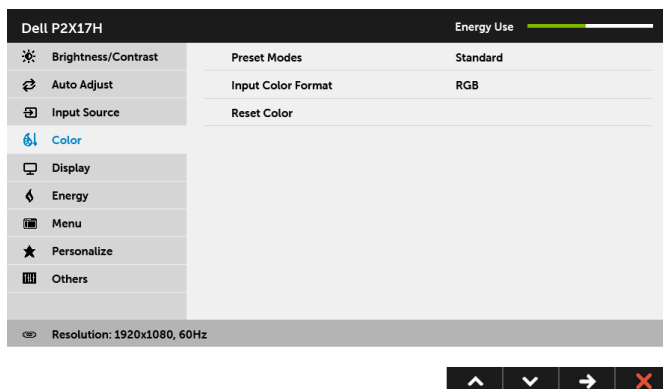 Dell P2X17H
Energy Use
Brightness/Contrast
Preset Modes
Standard
Auto Adjust
Input Color Format
RGB
Input Source
Reset Color
Color
Display
Energy
Menu
Personalize
Others
Resolution: 1920x1080, 60Hz